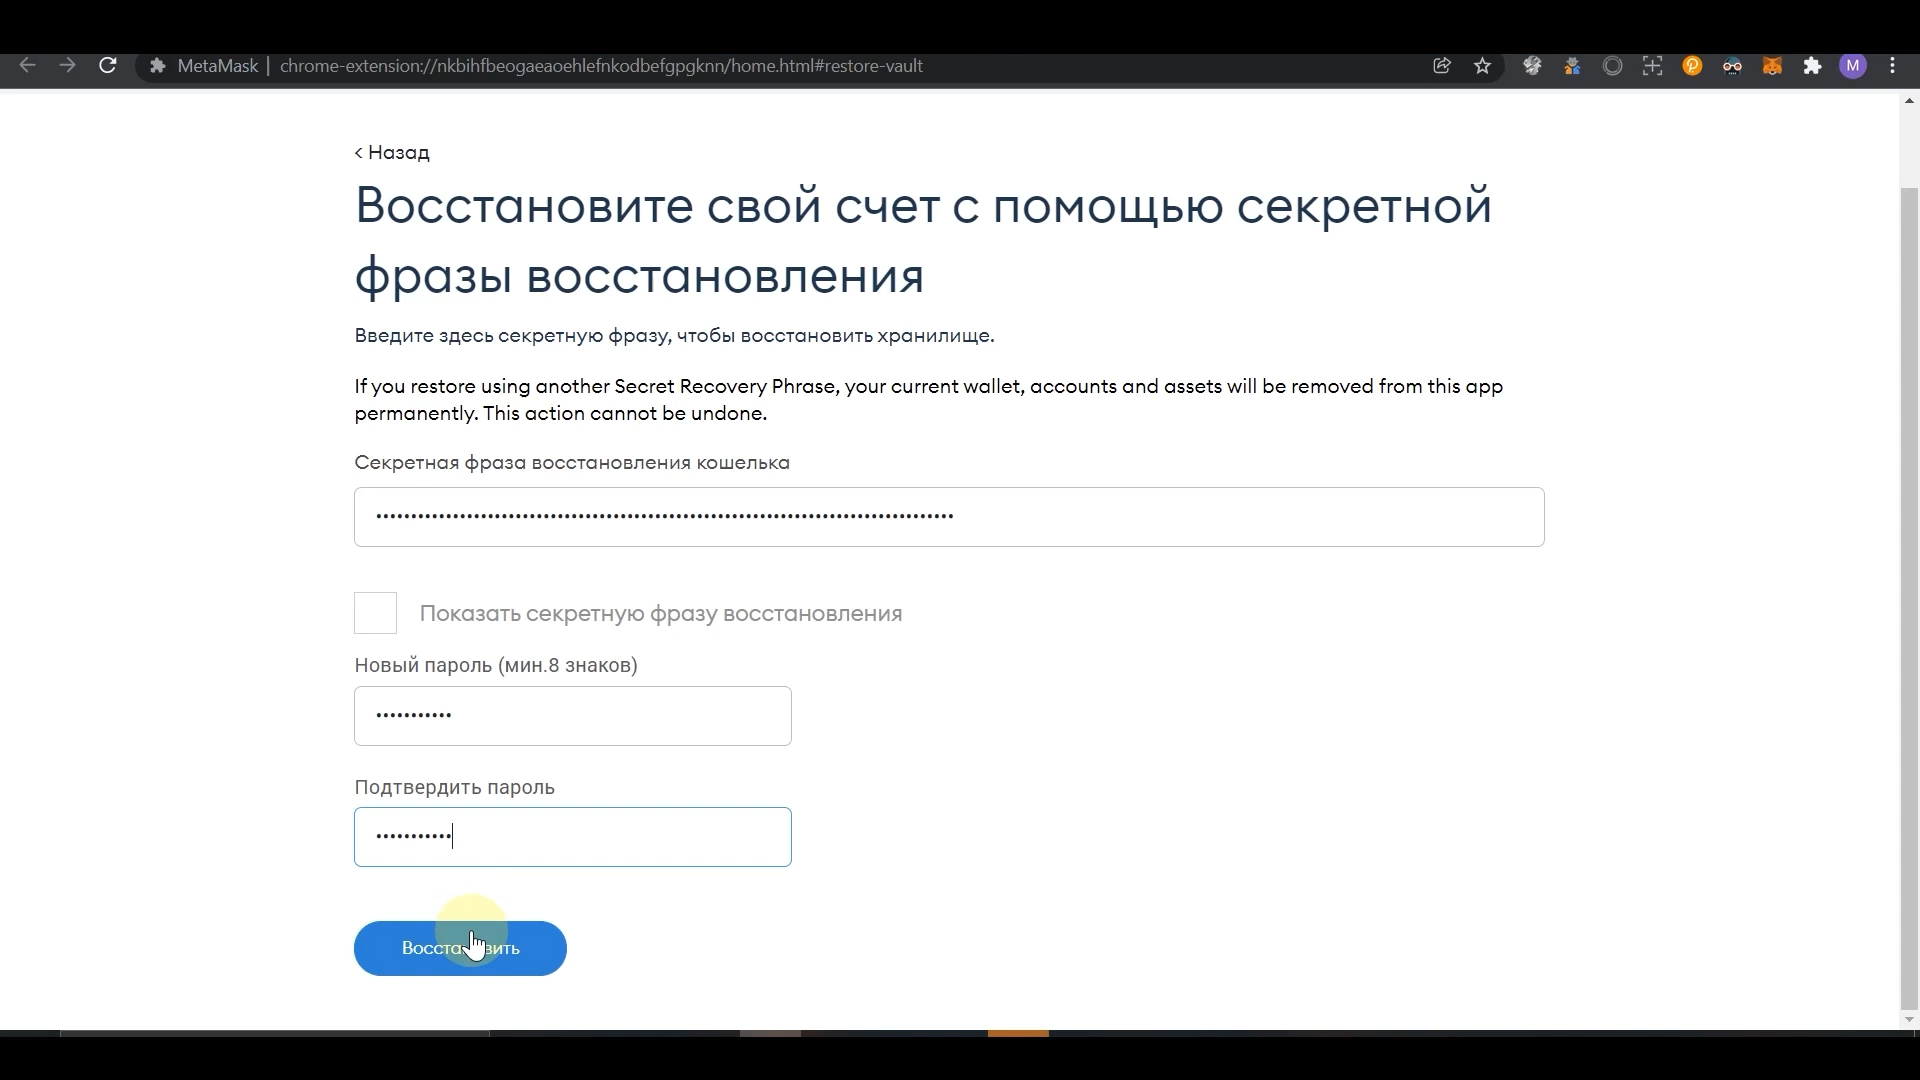 MetaMask | chrome-extension://nkbihfbeogaeaoehlefnkodbefgpgknn/home.html#restore-vault
M
< Назад
Восстановите свой счет с помощью секретной
фразы восстановления
Введите здесь секретную фразу, чтобы восстановить хранилище.
If you restore using another Secret Recovery Phrase, your current wallet, accounts and assets will be removed from this app
permanently. This action cannot be undone.
Секретная фраза восстановления кошелька
Показать секретную фразу восстановления
Новый пароль (мин.8 знаков)
Подтвердить пароль
Восстановить